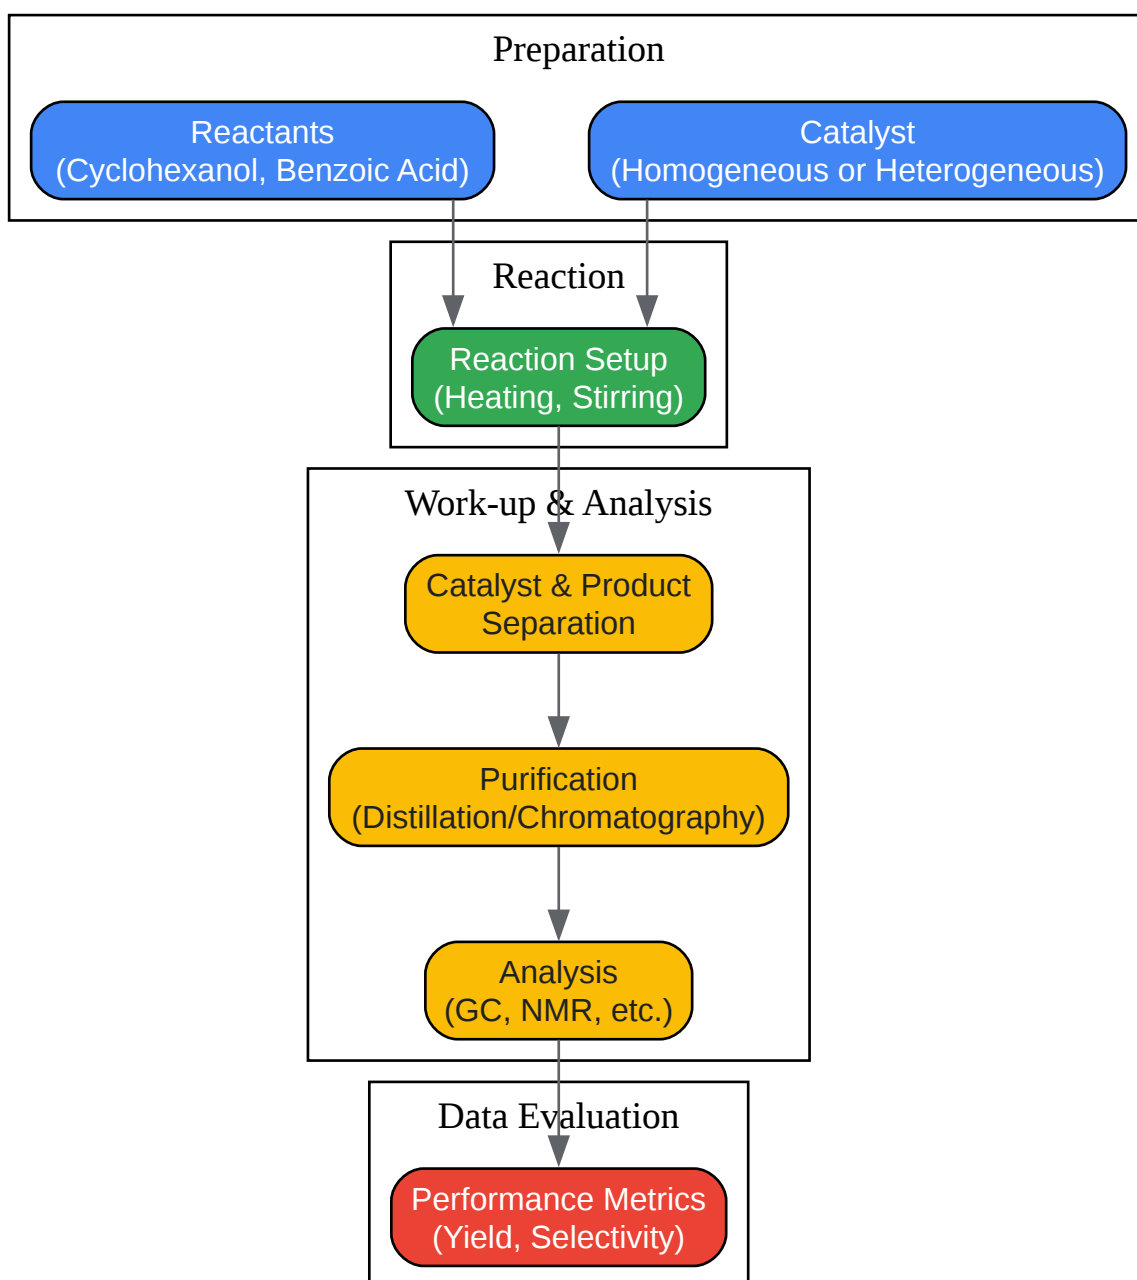 Preparation
Reactants
(Cyclohexanol, Benzoic Acid)
Catalyst
(Homogeneous or Heterogeneous)
Reaction
Reaction Setup
(Heating, Stirring)
Work-up & Analysis
Catalyst & Product
Separation
Purification
(Distillation/Chromatography)
Analysis
(GC, NMR, etc.)
Data Evaluation
Performance Metrics
(Yield, Selectivity)